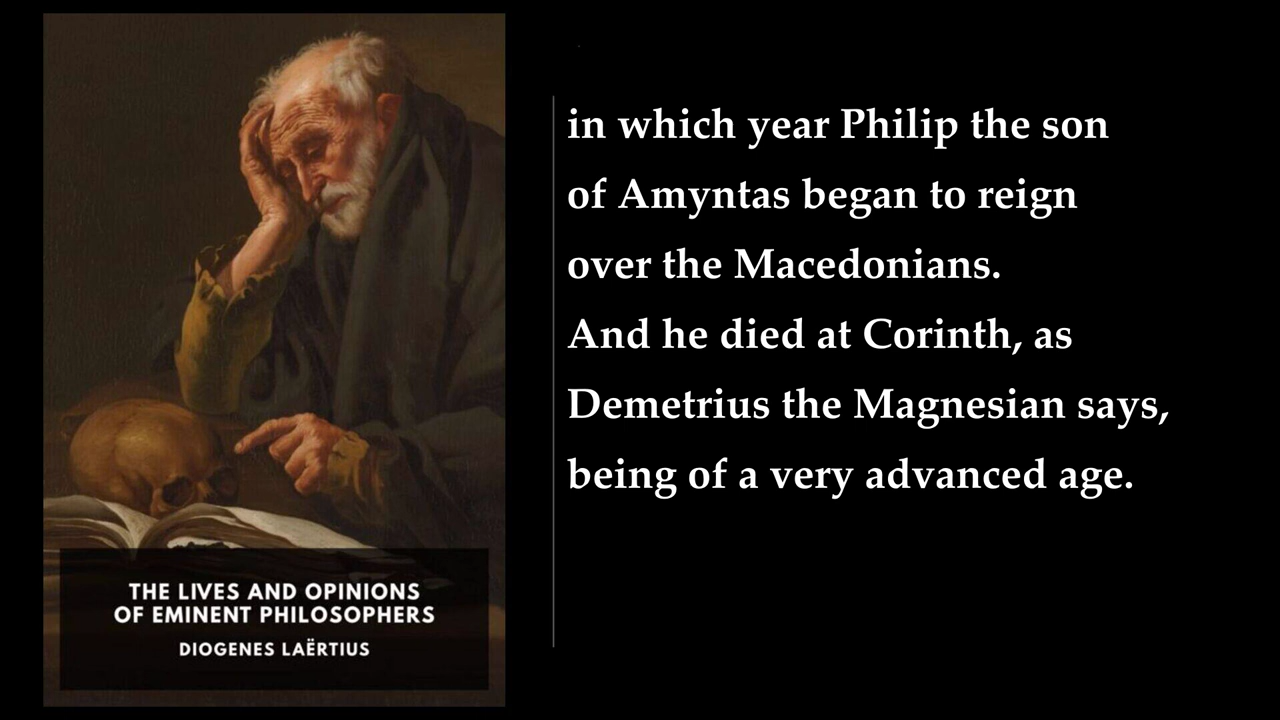 in which year Philip the son
of Amyntas began to reign
over the Macedonians.
And he died at Corinth, as
Demetrius the Magnesian says,
being of a very advanced age.
THE LIVES AND OPINIONS
OF EMINENT PHILOSOPHERS
DIOGENES LAËRTIUS